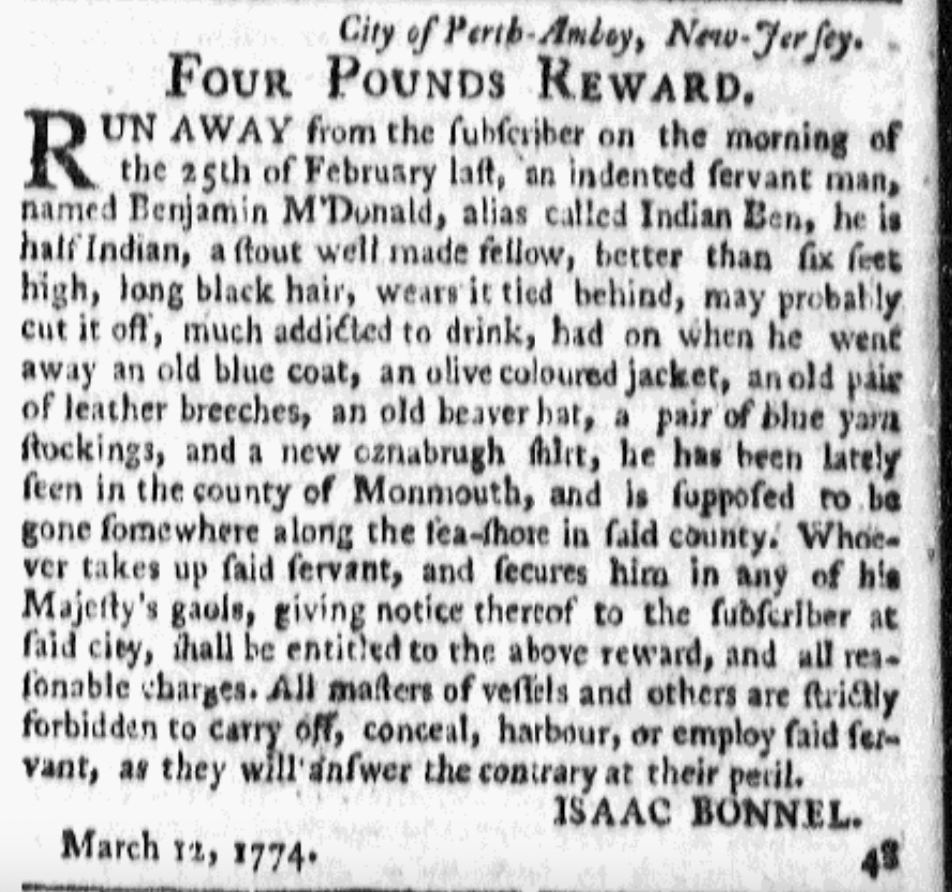 City of Perth-Amboy, New-Jerſey.
FOUR POUNDS REWARD.
RUN AWAY from the ſubſcriber on the morning of
the 25th of February laſt, an indented ſervant man,
named Benjamin M'Donald, alias called Indian Ben, he is
half Indian, a ſtout well made fellow, better than ſix feet
high, long black hair, wears it tied behind, may probably
cut it off, much addicted to drink, had on when he went
away an old blue coat, an olive coloured jacket, an old pair
of leather breeches, an old beaver hat, a pair of blue yarn
ſtockings, and a new oznabrugh ſhirt, he has been lately
ſeen in the county of Monmouth, and is ſuppoſed to be
gone ſomewhere along the ſea-ſhore in ſaid county. Whoe-
ver takes up ſaid ſervant, and ſecures him in any of his
Majeſty's gaols, giving notice thereof to the ſubſcriber at
ſaid city, ſhall be entitled to the above reward, and all rea-
ſonable charges. All maſters of veſſels and others are ſtrictly
forbidden to carry off, conceal, harbour, or employ ſaid ſer-
vant, as they will anſwer the contrary at their peril.
ISAAC BONNEL.
March 12, 1774. 48